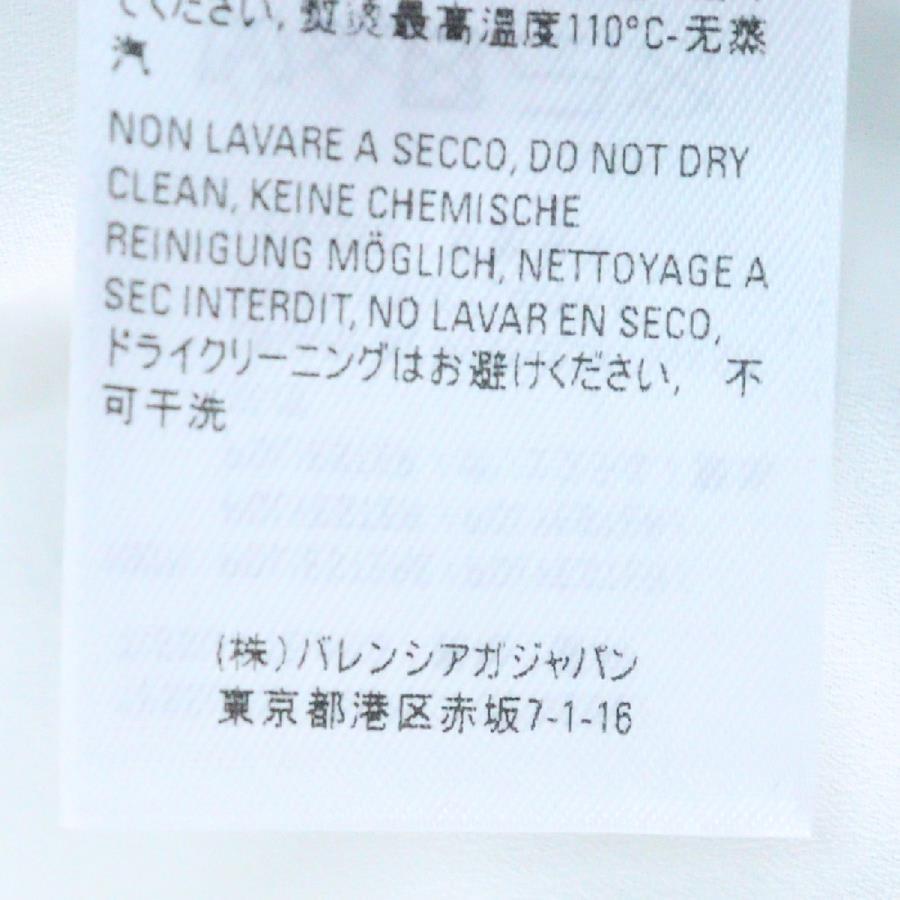 てください, 熨烫最高温度110°C-无蒸
汽
NON LAVARE A SECCO, DO NOT DRY
CLEAN, KEINE CHEMISCHE
REINIGUNG MÖGLICH, NETTOYAGE A
SEC INTERDIT, NO LAVAR EN SECO,
ドライクリーニングはお避けください, 不
可干洗
(株)バレンシアガジャパン
東京都港区赤坂7-1-16